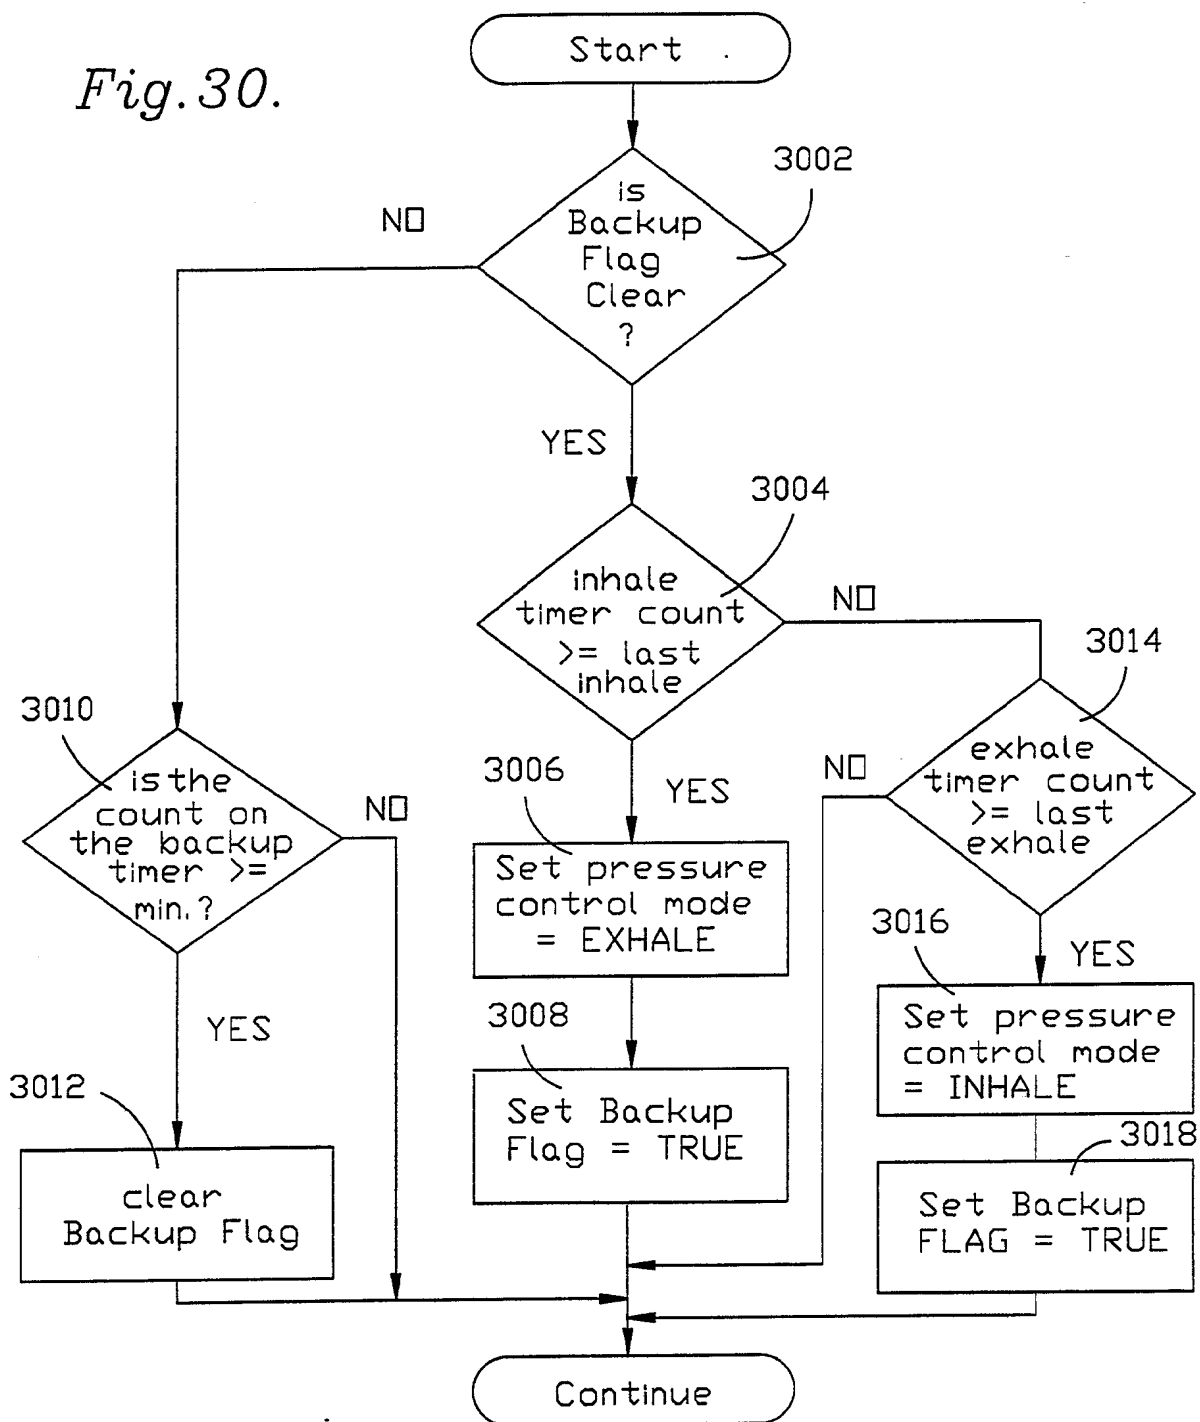 Fig. 30.
Start
3002
is
Backup
Flag
Clear
?
NO
YES
3004
inhale
timer count
>= last
inhale
NO
3014
exhale
timer count
>= last
exhale
NO
YES
3010
is the
count on
the backup
timer >=
min. ?
NO
YES
3006
Set pressure
control mode
= EXHALE
YES
3016
Set pressure
control mode
= INHALE
3008
Set Backup
Flag = TRUE
3012
clear
Backup Flag
3018
Set Backup
FLAG = TRUE
Continue